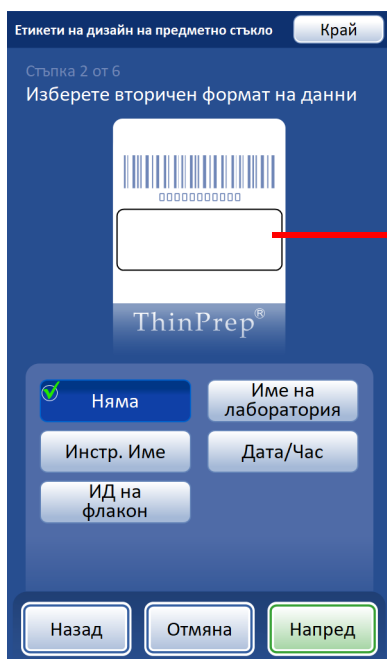 Етикети на дизайн на предметно стъкло
Край
Стъпка 2 от 6
Изберете вторичен формат на данни
00000000000
ThinPrep®
Няма
Име на
лаборатория
Инстр. Име
Дата/Час
ИД на
флакон
Назад
Отмяна
Напред